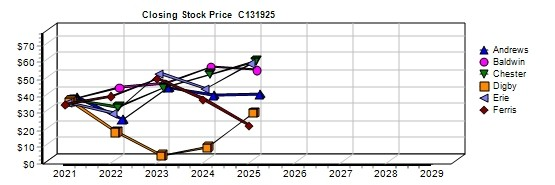 Closing Stock Price C131925
$70
$60
$50
$40
$30
$20
$10
$0
2021 2022 2023 2024 2025 2026 2027 2028 2029
Andrews
Baldwin
Chester
Digby
Erie
Ferris